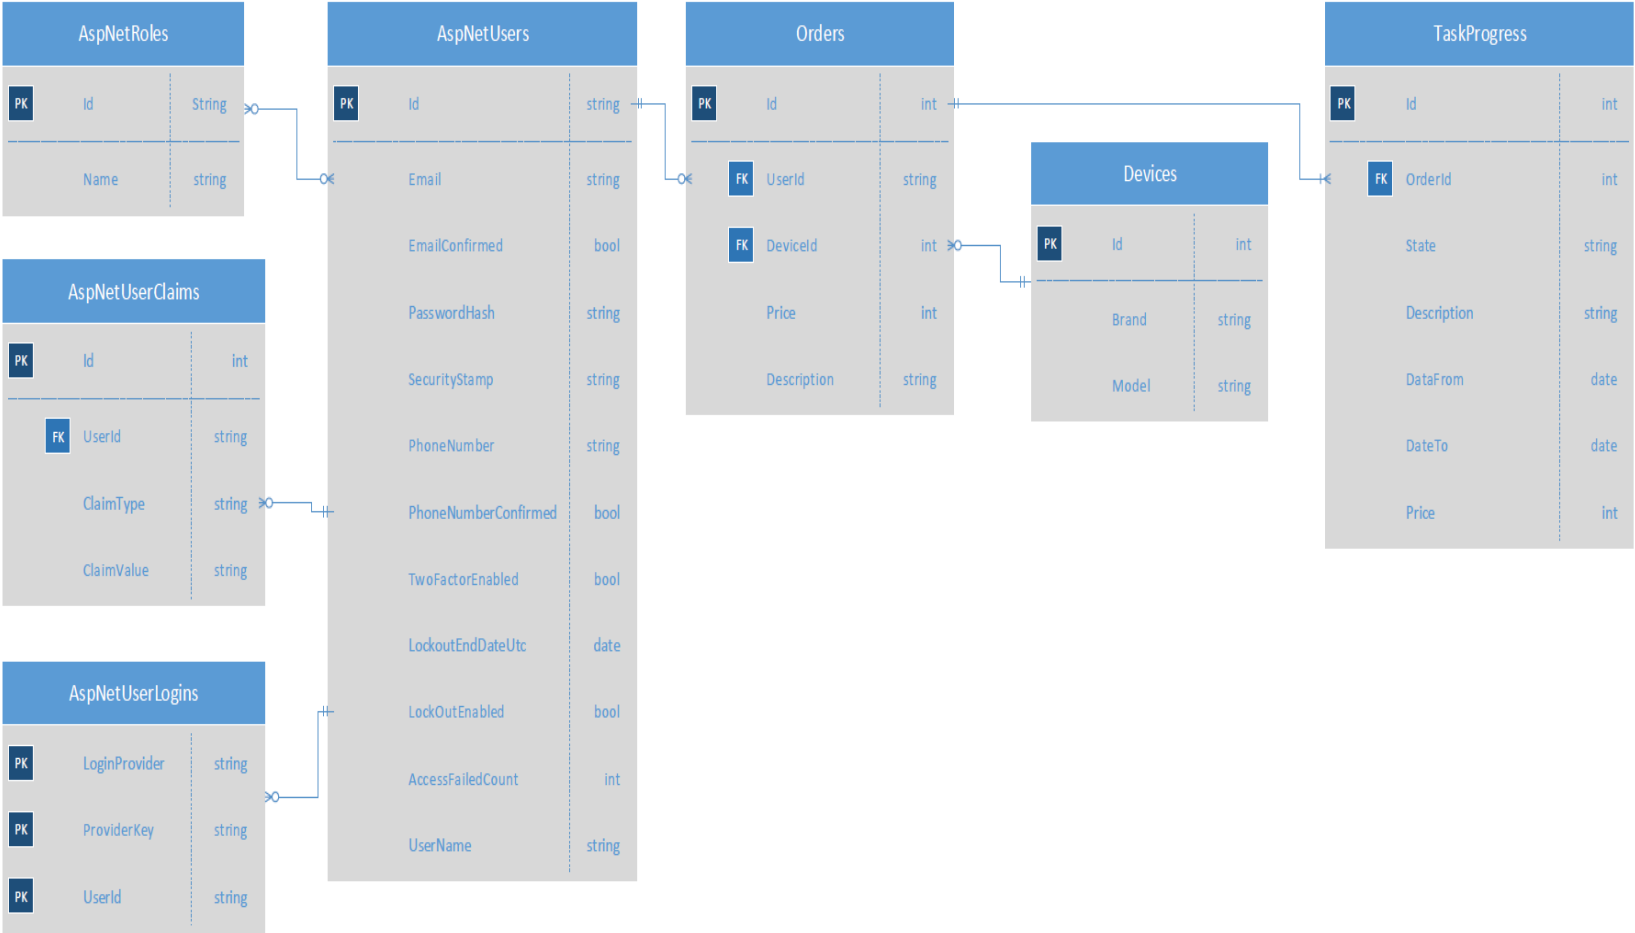 AspNetRoles
PK Id String
Name string
AspNetUserClaims
PK Id int
FK UserId string
ClaimType string
ClaimValue string
AspNetUserLogins
PK LoginProvider string
PK ProviderKey string
PK UserId string
AspNetUsers
PK Id string
Email string
EmailConfirmed bool
PasswordHash string
SecurityStamp string
PhoneNumber string
PhoneNumberConfirmed bool
TwoFactorEnabled bool
LockoutEndDateUtc date
LockOutEnabled bool
AccessFailedCount int
UserName string
Orders
PK Id int
FK UserId string
FK DeviceId int
Price int
Description string
Devices
PK Id int
Brand string
Model string
TaskProgress
PK Id int
FK OrderId int
State string
Description string
DataFrom date
DateTo date
Price int